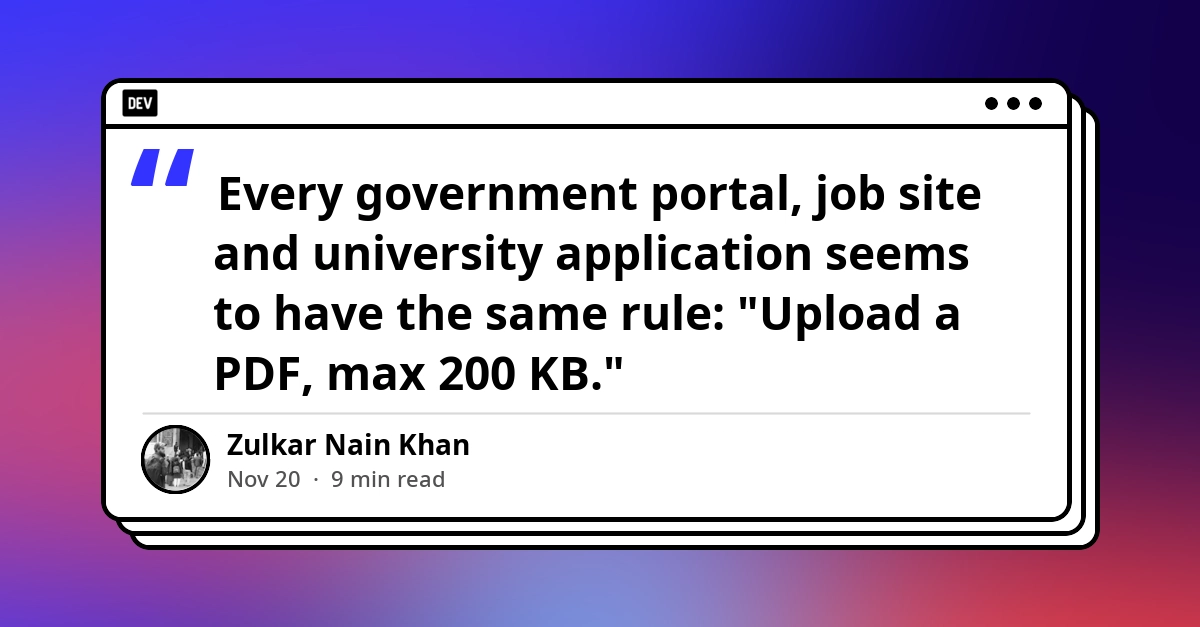 DEV
“ Every government portal, job site
and university application seems
to have the same rule: "Upload a
PDF, max 200 KB."
Zulkar Nain Khan
Nov 20 · 9 min read